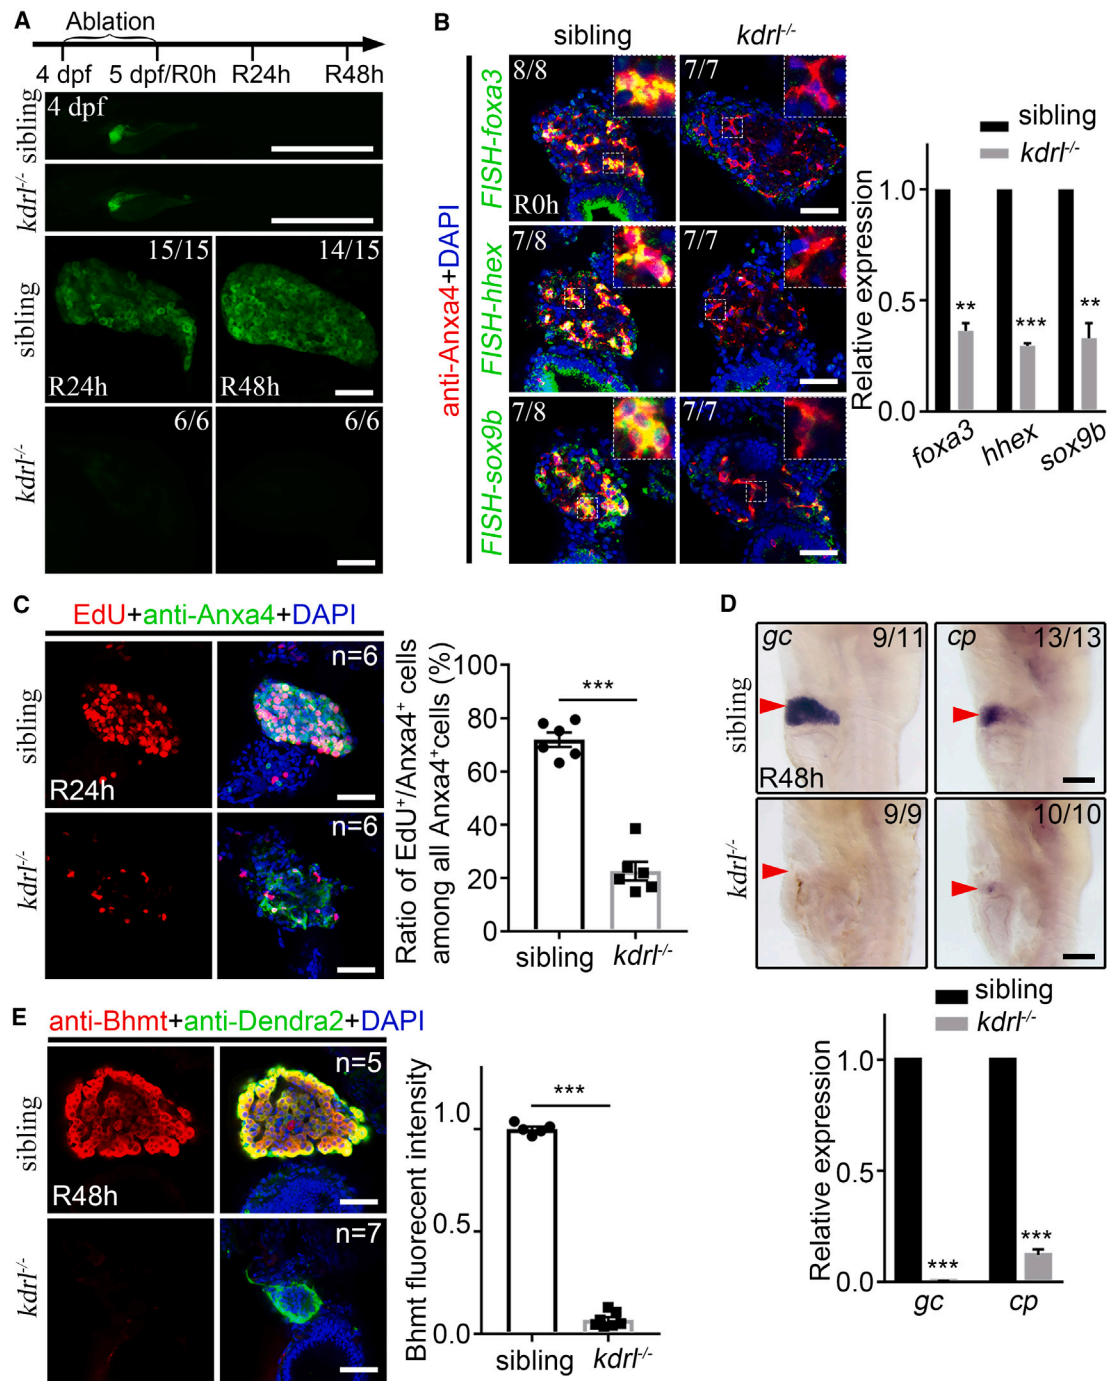 A
Ablation
4 dpf 5 dpf/R0h R24h R48h
4 dpf
sibling
kdrl-/-
15/15 14/15
sibling
R24h R48h
6/6 6/6
kdrl-/-
B
sibling kdrl-/-
anti-Anxa4+DAPI
FISH-foxa3
8/8 7/7
R0h
FISH-hhex
7/8 7/7
FISH-sox9b
7/8 7/7
sibling
kdrl-/-
Relative expression
1.0
0.5
0.0
** *** **
foxa3 hhex sox9b
C
EdU+anti-Anxa4+DAPI
n=6
sibling
R24h
n=6
kdrl-/-
Ratio of EdU+/Anxa4+ cells
among all Anxa4+cells (%)
100
80
60
40
20
0
***
sibling kdrl-/-
D
gc 9/11 cp 13/13
sibling
R48h
9/9 10/10
kdrl-/-
sibling
kdrl-/-
Relative expression
1.0
0.5
0.0
*** ***
gc cp
E
anti-Bhmt+anti-Dendra2+DAPI
n=5
sibling
R48h
n=7
kdrl-/-
Bhmt fluorecent intensity
1.0
0.5
0.0
***
sibling kdrl-/-